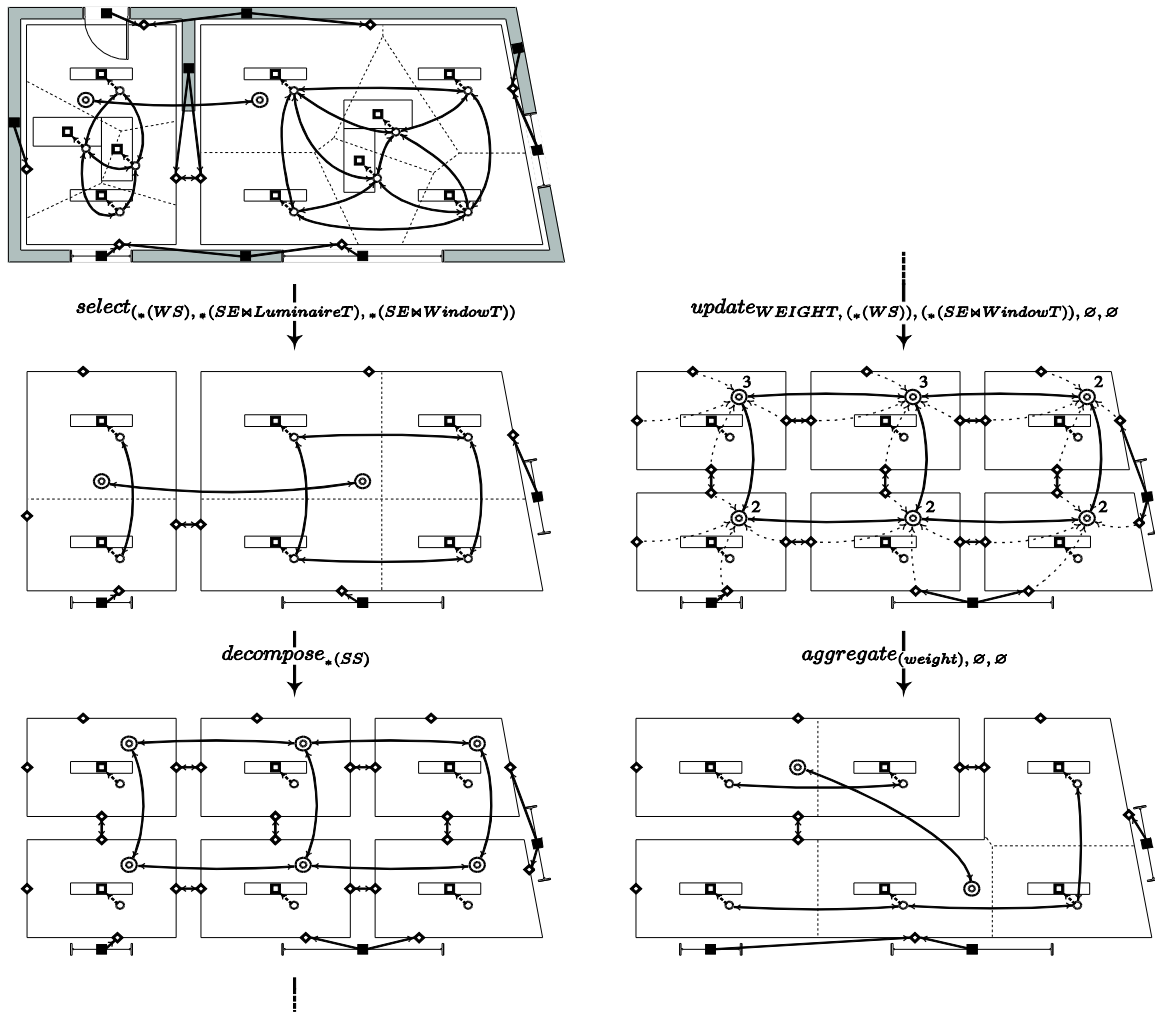 select(*(WS), *(SE⋈LuminaireT), *(SE⋈WindowT))
decompose*(SS)
updateWEIGHT, (*(WS)), (*(SE⋈WindowT)), ∅, ∅
3 3 2
2 2 2
aggregate(weight), ∅, ∅